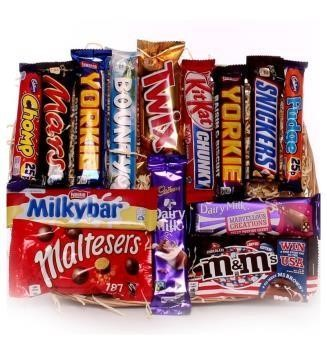 Cadbury
Chomp
Mars
YORKIE
BOUNTY
TWIX
KitKat
CHUNKY
YORKIE
SNICKERS
Cadbury
Fudge
Nestlé
Milkybar
Cadbury
Dairy
Milk
Dairy Milk
MARVELLOUS
CREATIONS
Maltesers
187
m&m's
WIN
USA